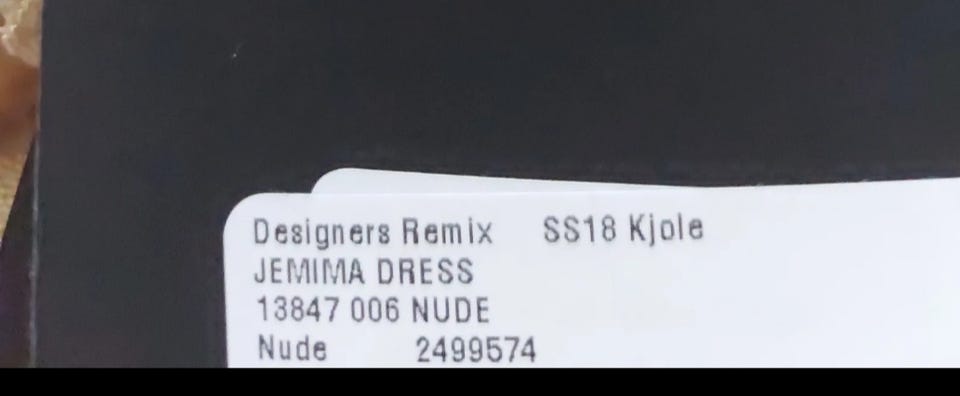 Designers Remix SS18 Kjole
JEMIMA DRESS
13847 006 NUDE
Nude 2499574